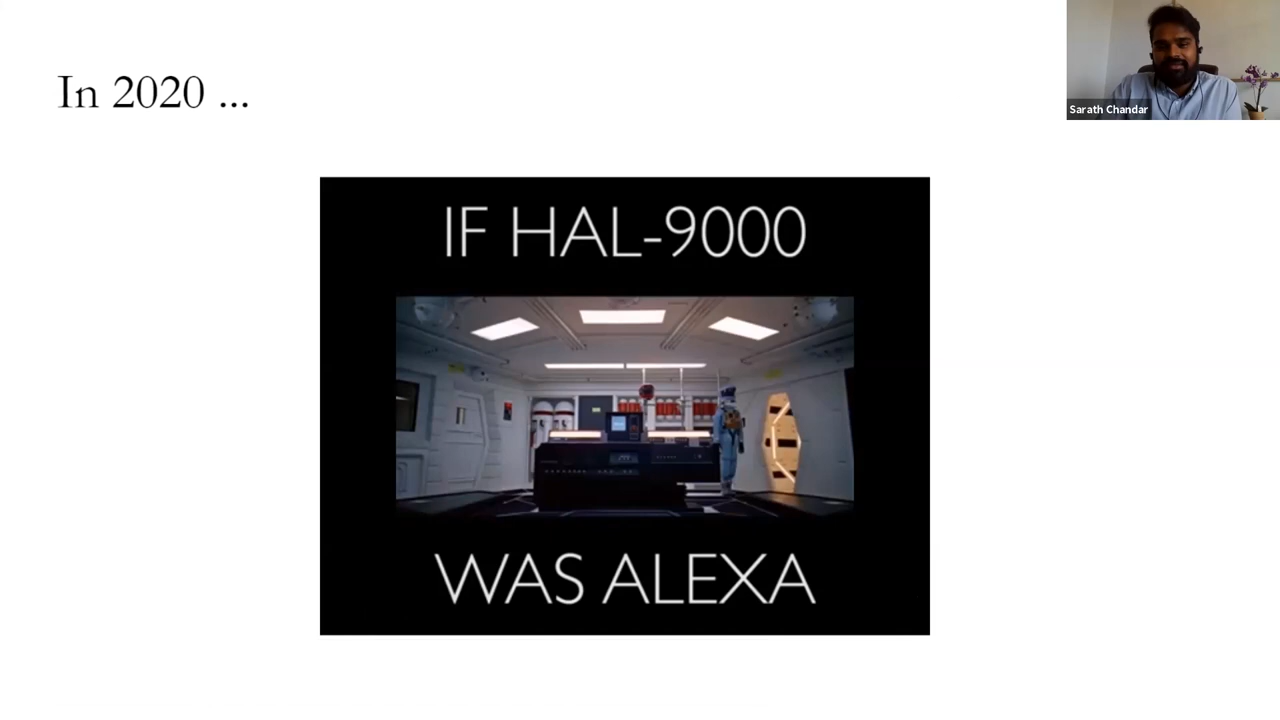 In 2020 ...
Sarath Chandar
IF HAL-9000
WAS ALEXA